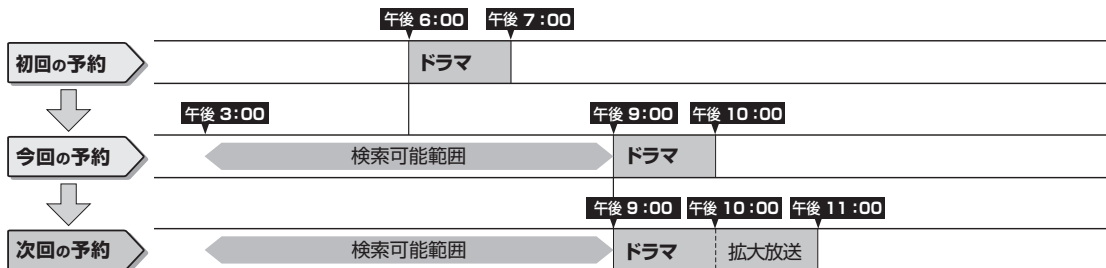 午後 6:00 午後 7:00
初回の予約 ドラマ
午後 3:00 午後 9:00 午後 10:00
今回の予約 検索可能範囲 ドラマ
午後 9:00 午後 10:00 午後 11:00
次回の予約 検索可能範囲 ドラマ 拡大放送